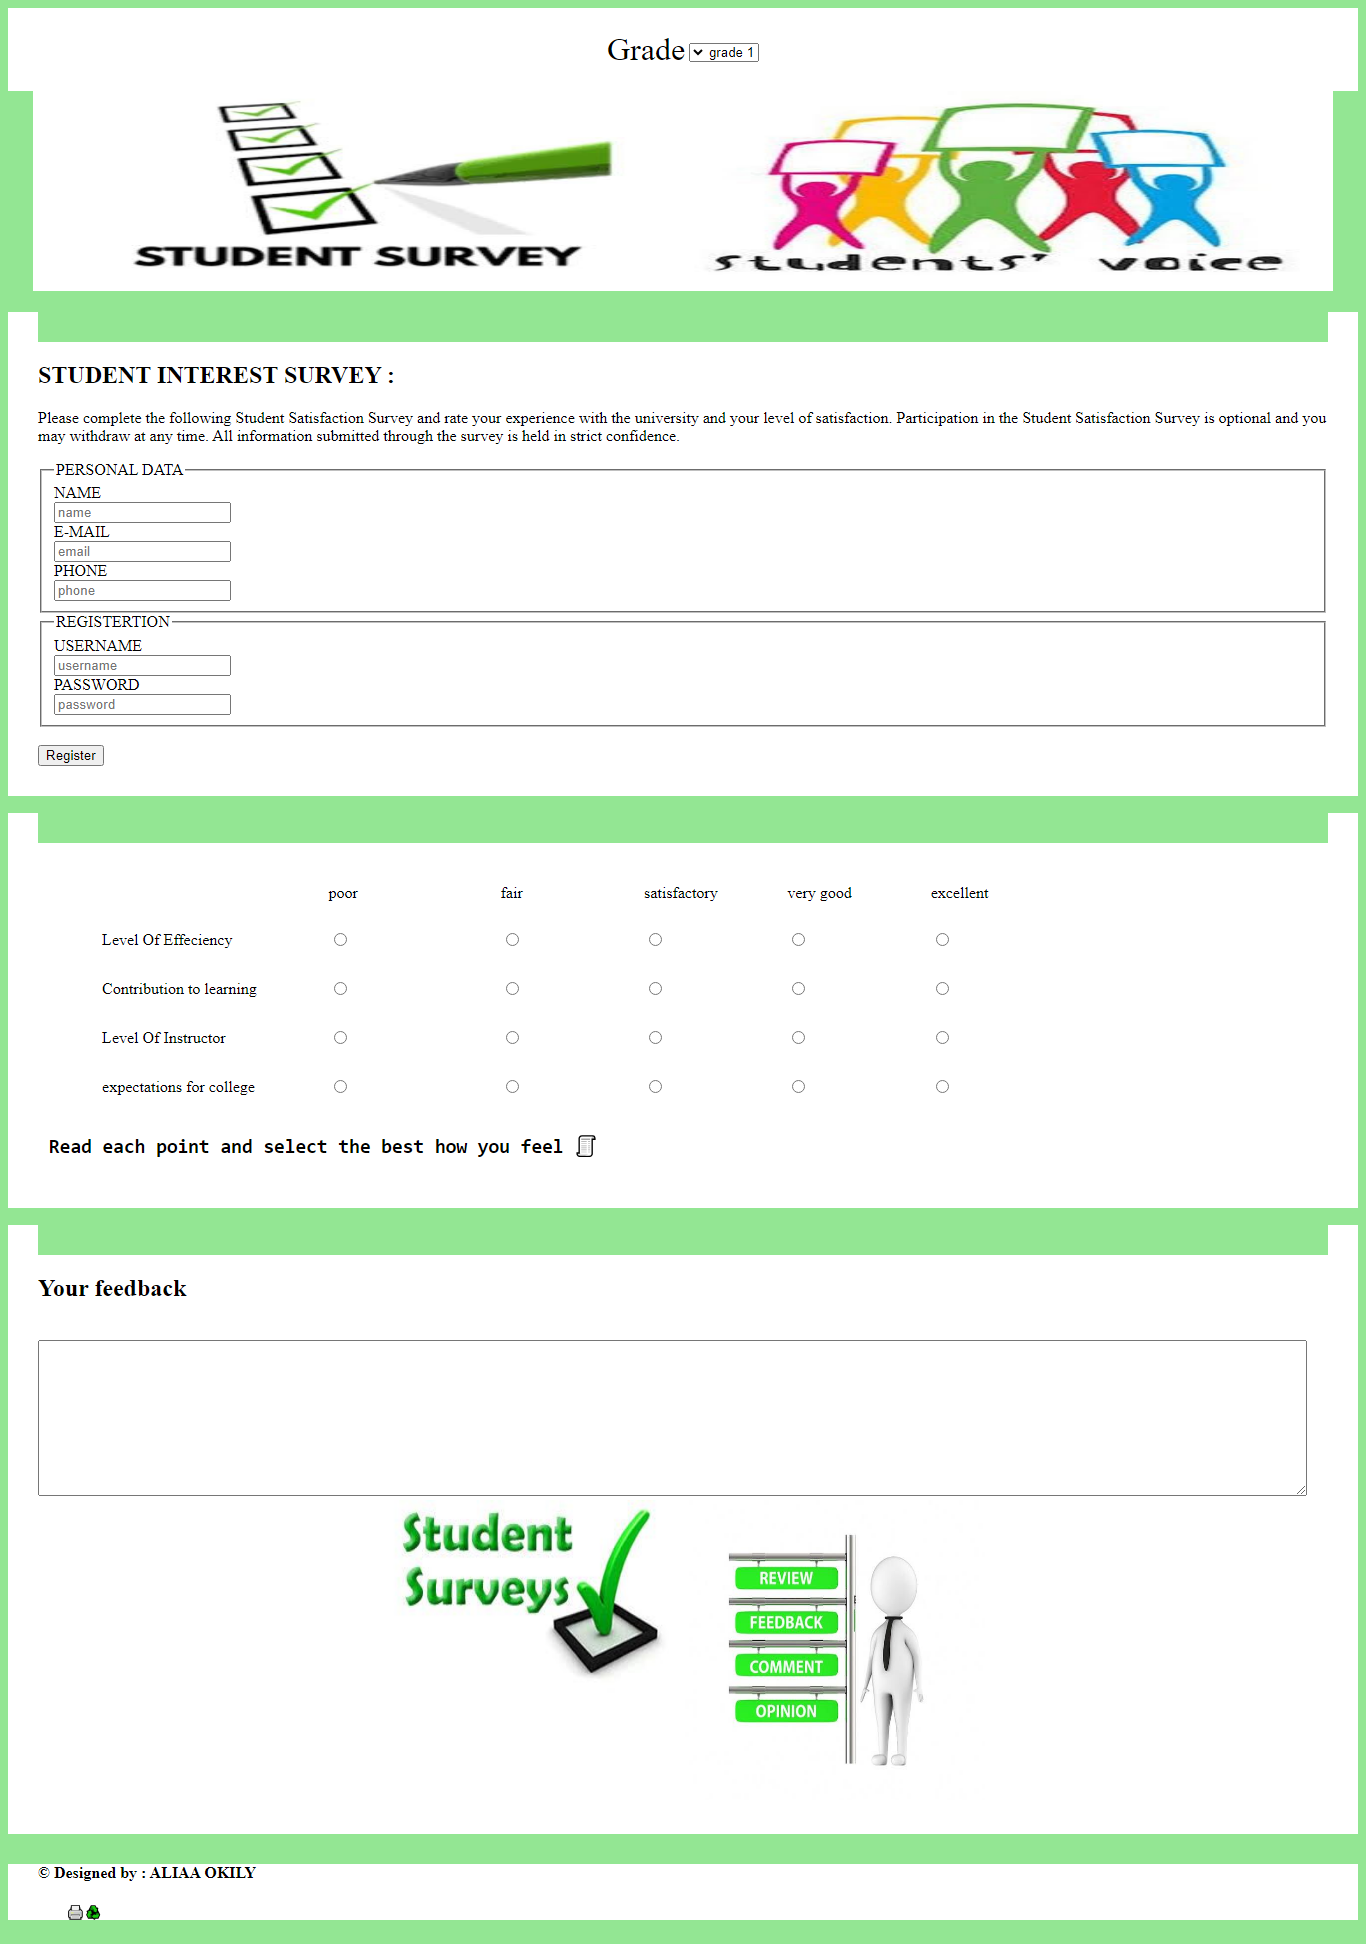 Grade grade 1
STUDENT SURVEY
students' voice
STUDENT INTEREST SURVEY :
Please complete the following Student Satisfaction Survey and rate your experience with the university and your level of satisfaction. Participation in the Student Satisfaction Survey is optional and you
may withdraw at any time. All information submitted through the survey is held in strict confidence.
PERSONAL DATA
NAME
name
E-MAIL
email
PHONE
phone
REGISTERTION
USERNAME
username
PASSWORD
password
Register
poor fair satisfactory very good excellent
Level Of Effeciency
Contribution to learning
Level Of Instructor
expectations for college
Read each point and select the best how you feel
Your feedback
Student
Surveys
REVIEW
FEEDBACK
COMMENT
OPINION
© Designed by : ALIAA OKILY